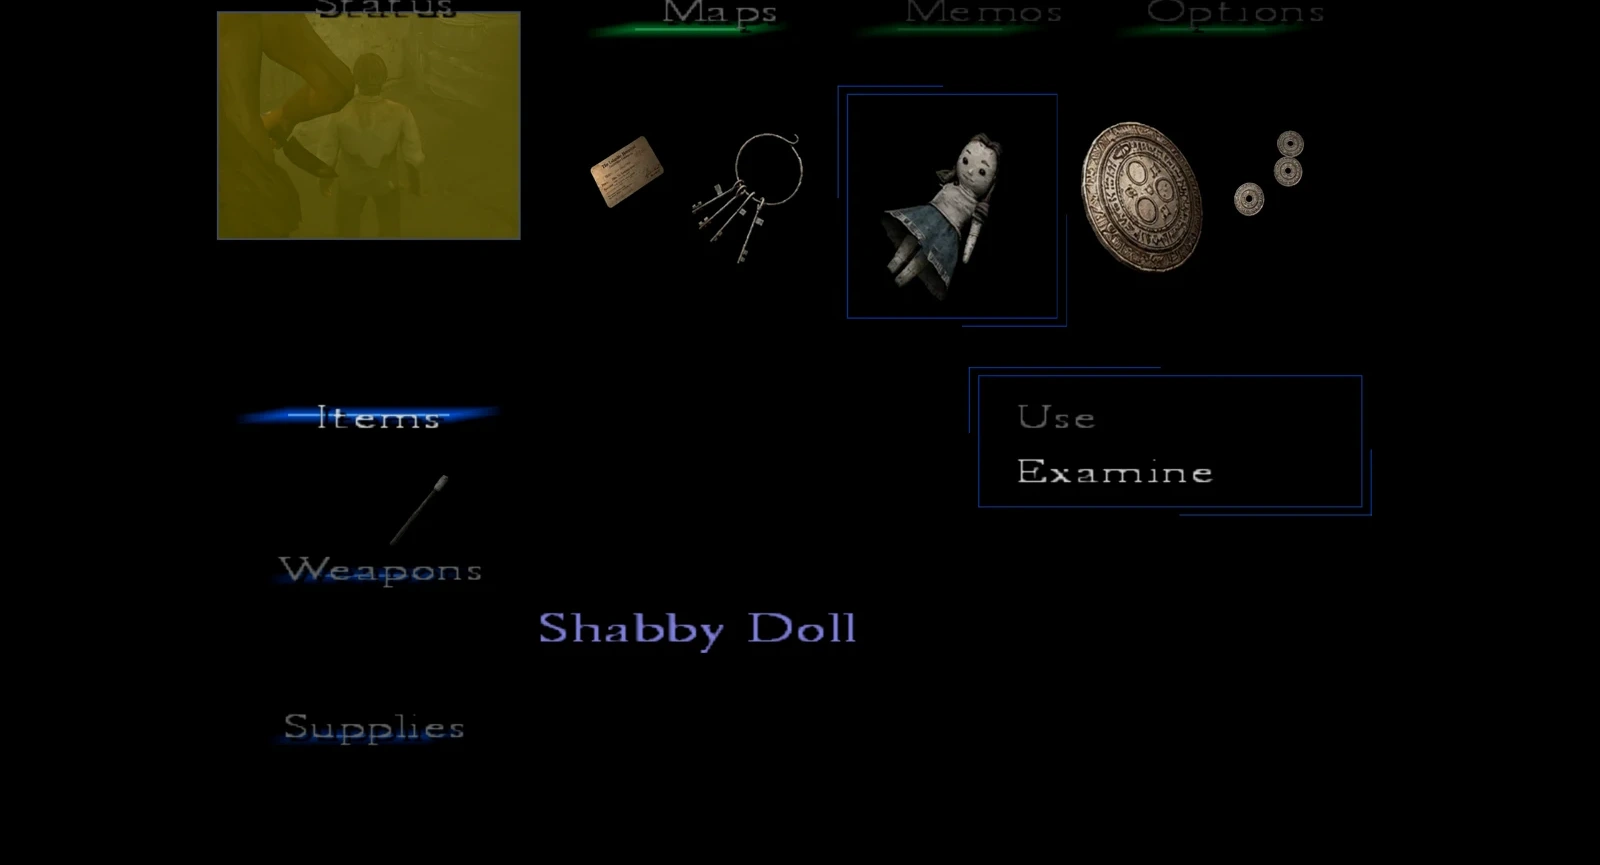 Status
Maps
Memos
Options
Items
Use
Examine
Weapons
Shabby Doll
Supplies